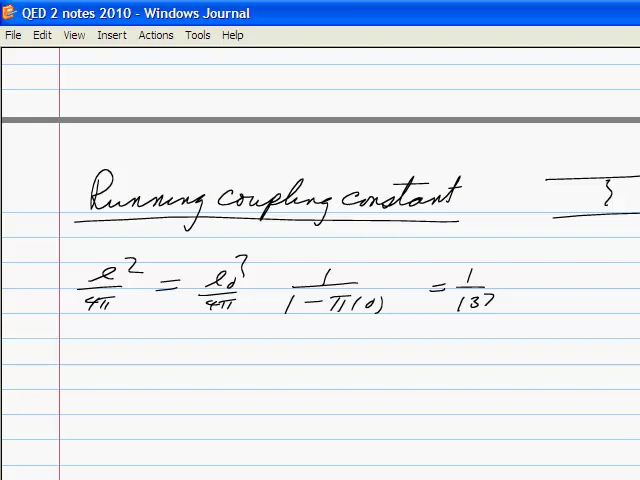 QED 2 notes 2010 - Windows Journal
File Edit View Insert Actions Tools Help
Running coupling constant
e²/4π = e₀²/4π 1/(1 - π(0)) = 1/137